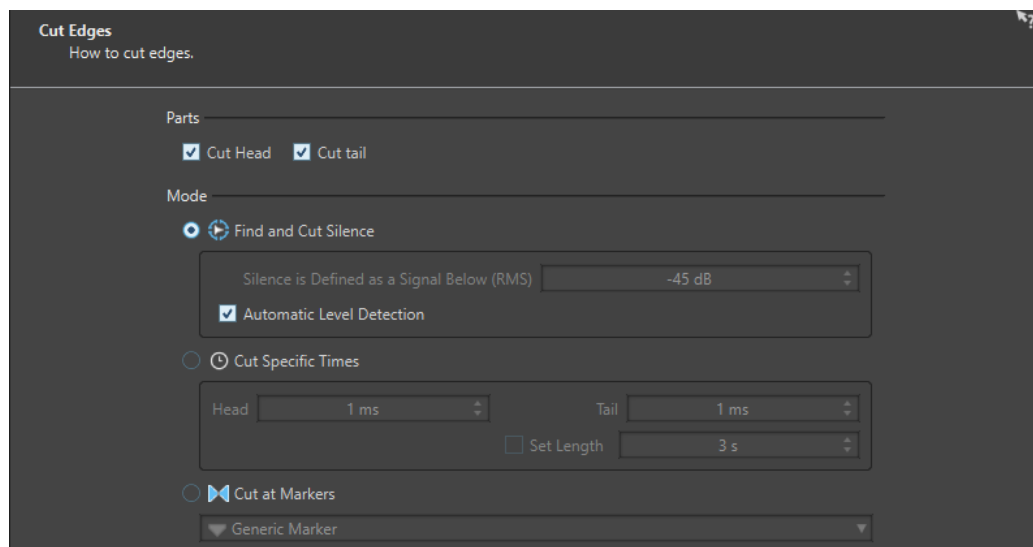 Cut Edges
How to cut edges.
Parts
Cut Head Cut tail
Mode
Find and Cut Silence
Silence is Defined as a Signal Below (RMS) -45 dB
Automatic Level Detection
Cut Specific Times
Head 1 ms Tail 1 ms
Set Length 3 s
Cut at Markers
Generic Marker